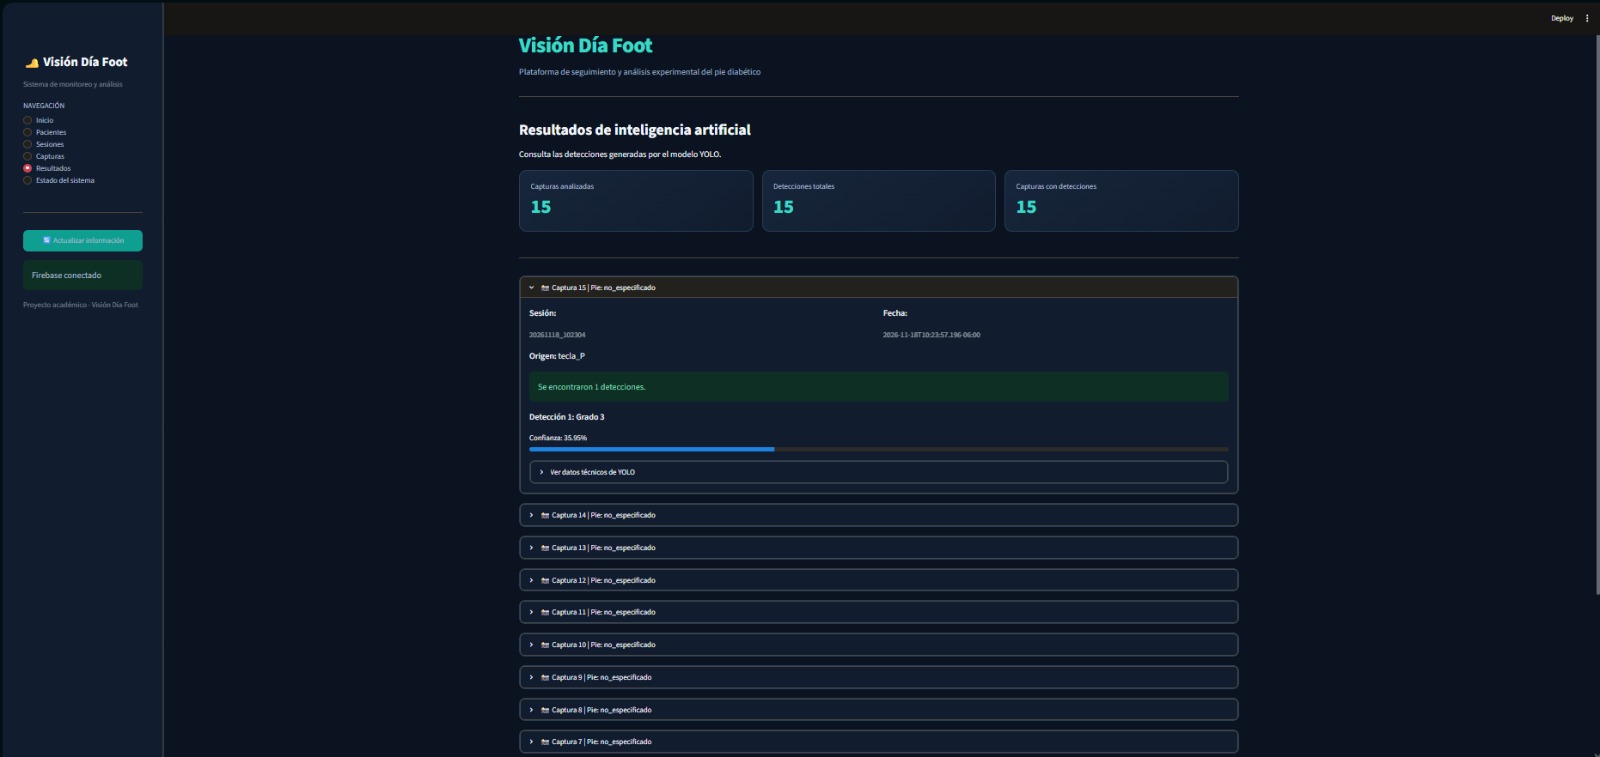 Deploy
Visión Día Foot
Sistema de monitoreo y análisis
NAVEGACIÓN
Inicio
Pacientes
Sesiones
Capturas
Resultados
Estado del sistema
Actualizar información
Firebase conectado
Proyecto académico · Visión Día Foot
Visión Día Foot
Plataforma de seguimiento y análisis experimental del pie diabético
Resultados de inteligencia artificial
Consulta las detecciones generadas por el modelo YOLO.
Capturas analizadas
15
Detecciones totales
15
Capturas con detecciones
15
Captura 15 | Pie: no_especificado
Sesión:
20261118_102304
Fecha:
2026-11-18T10:23:57.196-06:00
Origen: tecla_P
Se encontraron 1 detecciones.
Detección 1: Grado 3
Confianza: 35.95%
Ver datos técnicos de YOLO
Captura 14 | Pie: no_especificado
Captura 13 | Pie: no_especificado
Captura 12 | Pie: no_especificado
Captura 11 | Pie: no_especificado
Captura 10 | Pie: no_especificado
Captura 9 | Pie: no_especificado
Captura 8 | Pie: no_especificado
Captura 7 | Pie: no_especificado